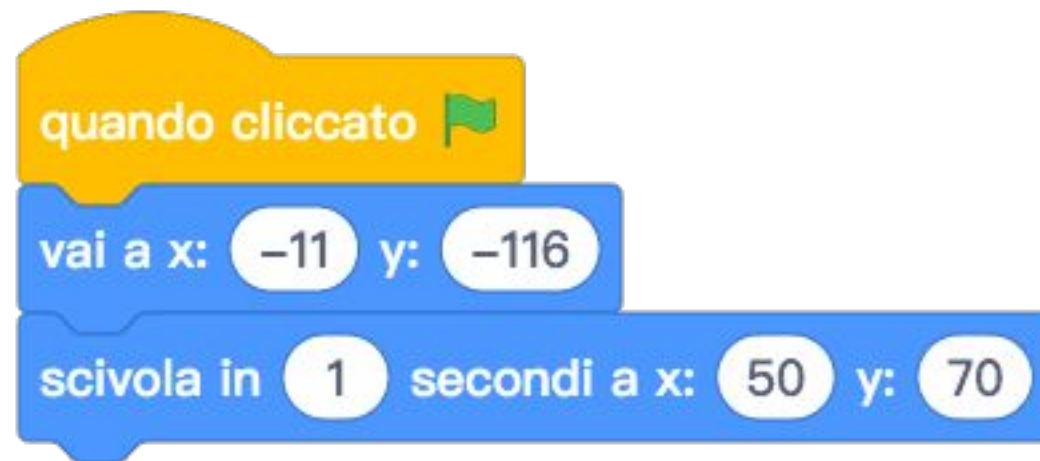 quando cliccato
vai a x: −11 y: −116
scivola in 1 secondi a x: 50 y: 70